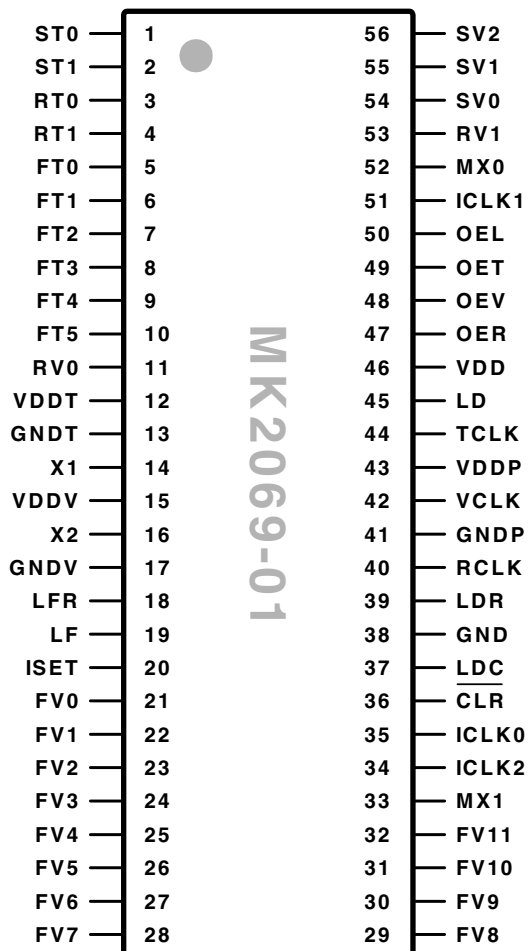 ST0 1 56 SV2
ST1 2 55 SV1
RT0 3 54 SV0
RT1 4 53 RV1
FT0 5 52 MX0
FT1 6 51 ICLK1
FT2 7 50 OEL
FT3 8 49 OET
FT4 9 48 OEV
FT5 10 47 OER
RV0 11 46 VDD
VDDT 12 45 LD
GNDT 13 44 TCLK
X1 14 43 VDDP
VDDV 15 42 VCLK
X2 16 41 GNDP
GNDV 17 40 RCLK
LFR 18 39 LDR
LF 19 38 GND
ISET 20 37 LDC
FV0 21 36 CLR
FV1 22 35 ICLK0
FV2 23 34 ICLK2
FV3 24 33 MX1
FV4 25 32 FV11
FV5 26 31 FV10
FV6 27 30 FV9
FV7 28 29 FV8
MK2069-01